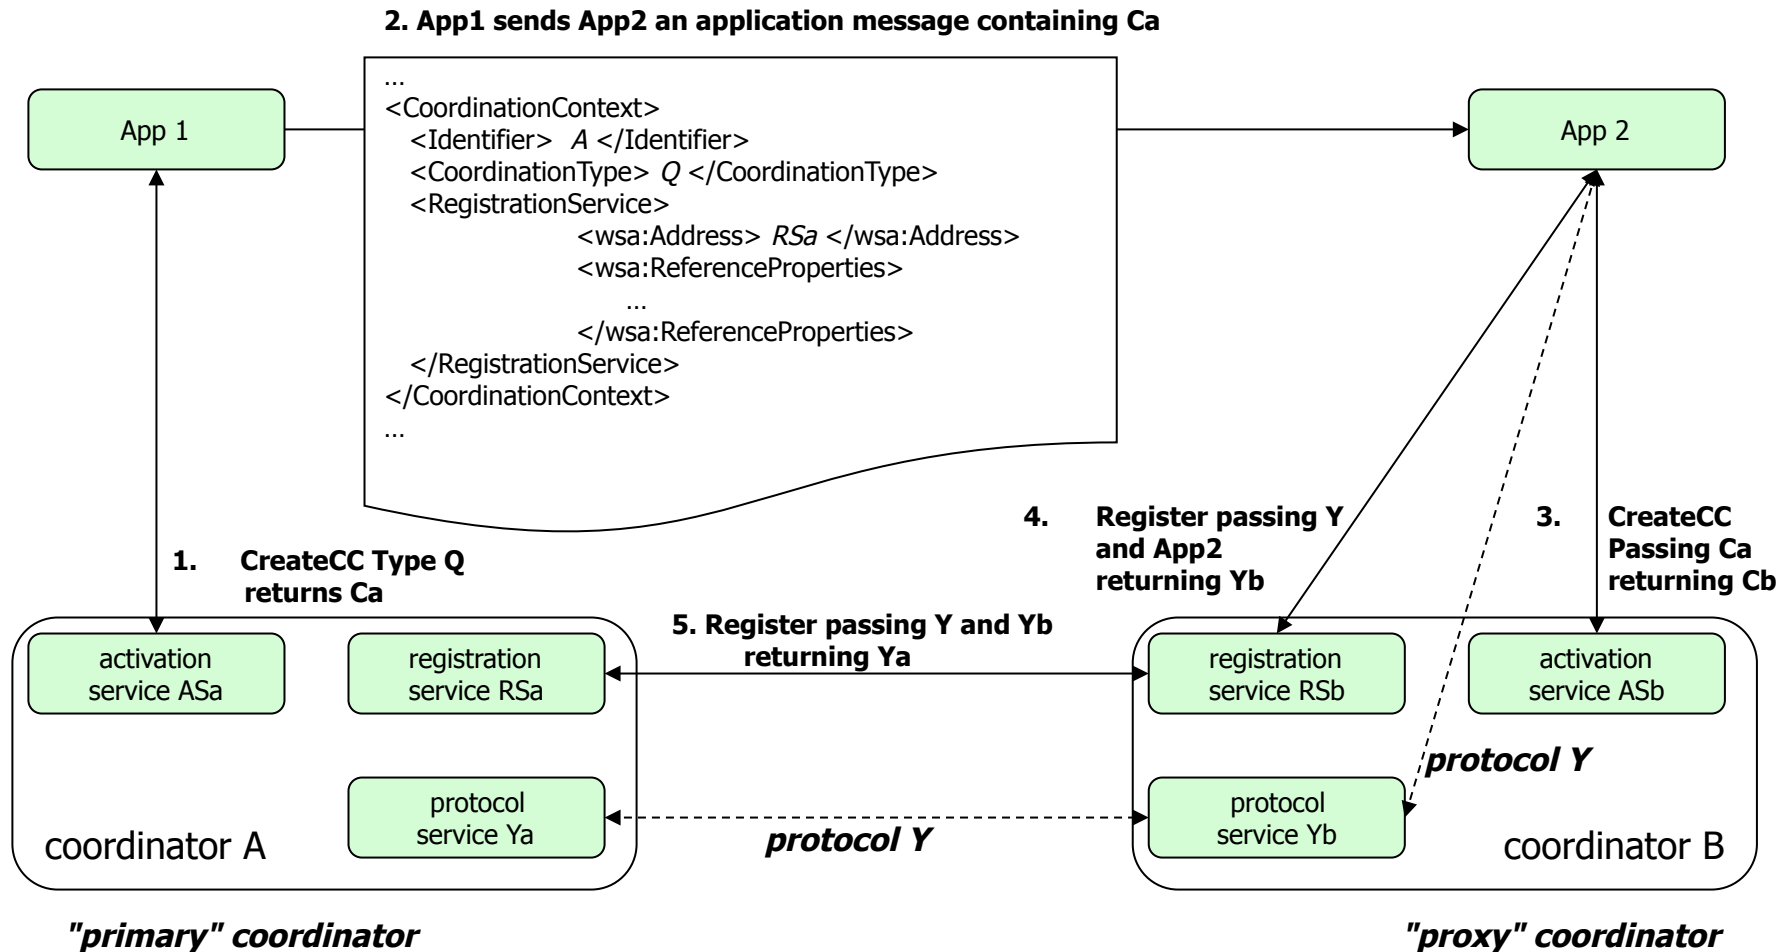 2. App1 sends App2 an application message containing Ca
App 1
...
<CoordinationContext>
<Identifier> A </Identifier>
<CoordinationType> Q </CoordinationType>
<RegistrationService>
<wsa:Address> RSa </wsa:Address>
<wsa:ReferenceProperties>
...
</wsa:ReferenceProperties>
</RegistrationService>
</CoordinationContext>
...
App 2
1. CreateCC Type Q
returns Ca
4. Register passing Y
and App2
returning Yb
3. CreateCC
Passing Ca
returning Cb
activation
service ASa
registration
service RSa
5. Register passing Y and Yb
returning Ya
registration
service RSb
activation
service ASb
protocol Y
protocol
service Ya
coordinator A
protocol Y
protocol
service Yb
coordinator B
"primary" coordinator
"proxy" coordinator